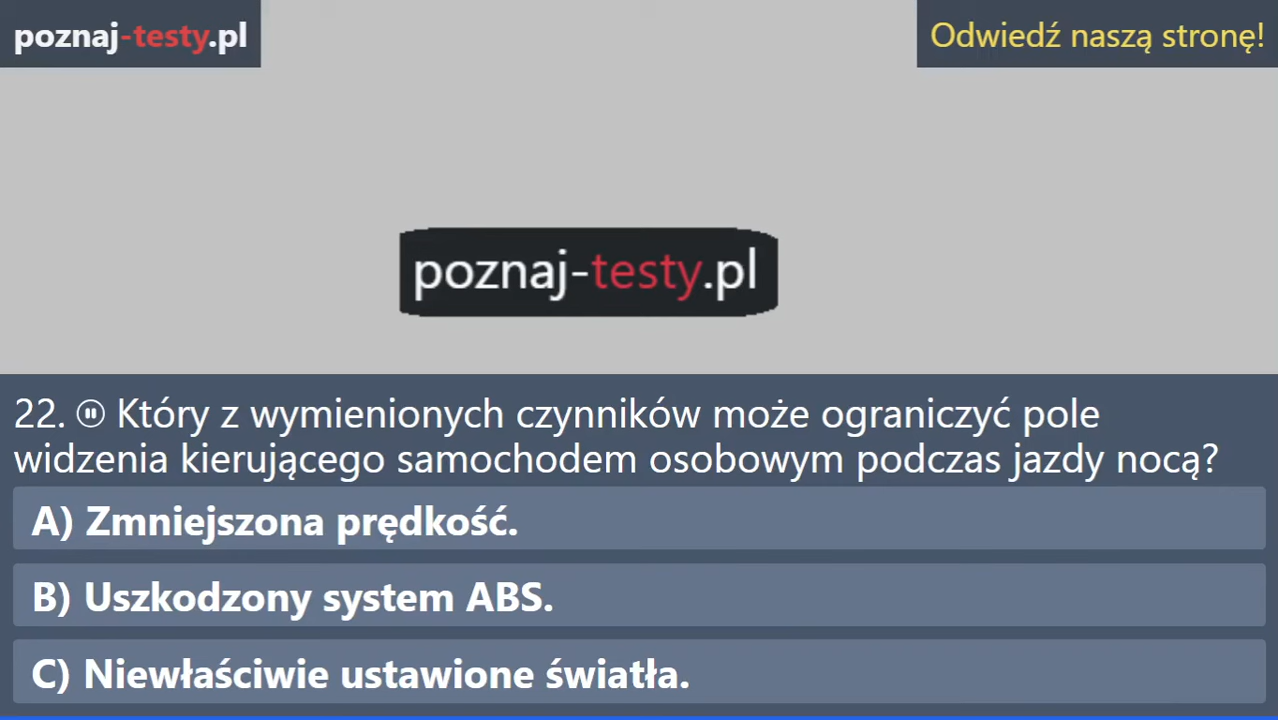 poznaj-testy.pl
Odwiedź naszą stronę!
poznaj-testy.pl
22. ⏸ Który z wymienionych czynników może ograniczyć pole
widzenia kierującego samochodem osobowym podczas jazdy nocą?
A) Zmniejszona prędkość.
B) Uszkodzony system ABS.
C) Niewłaściwie ustawione światła.